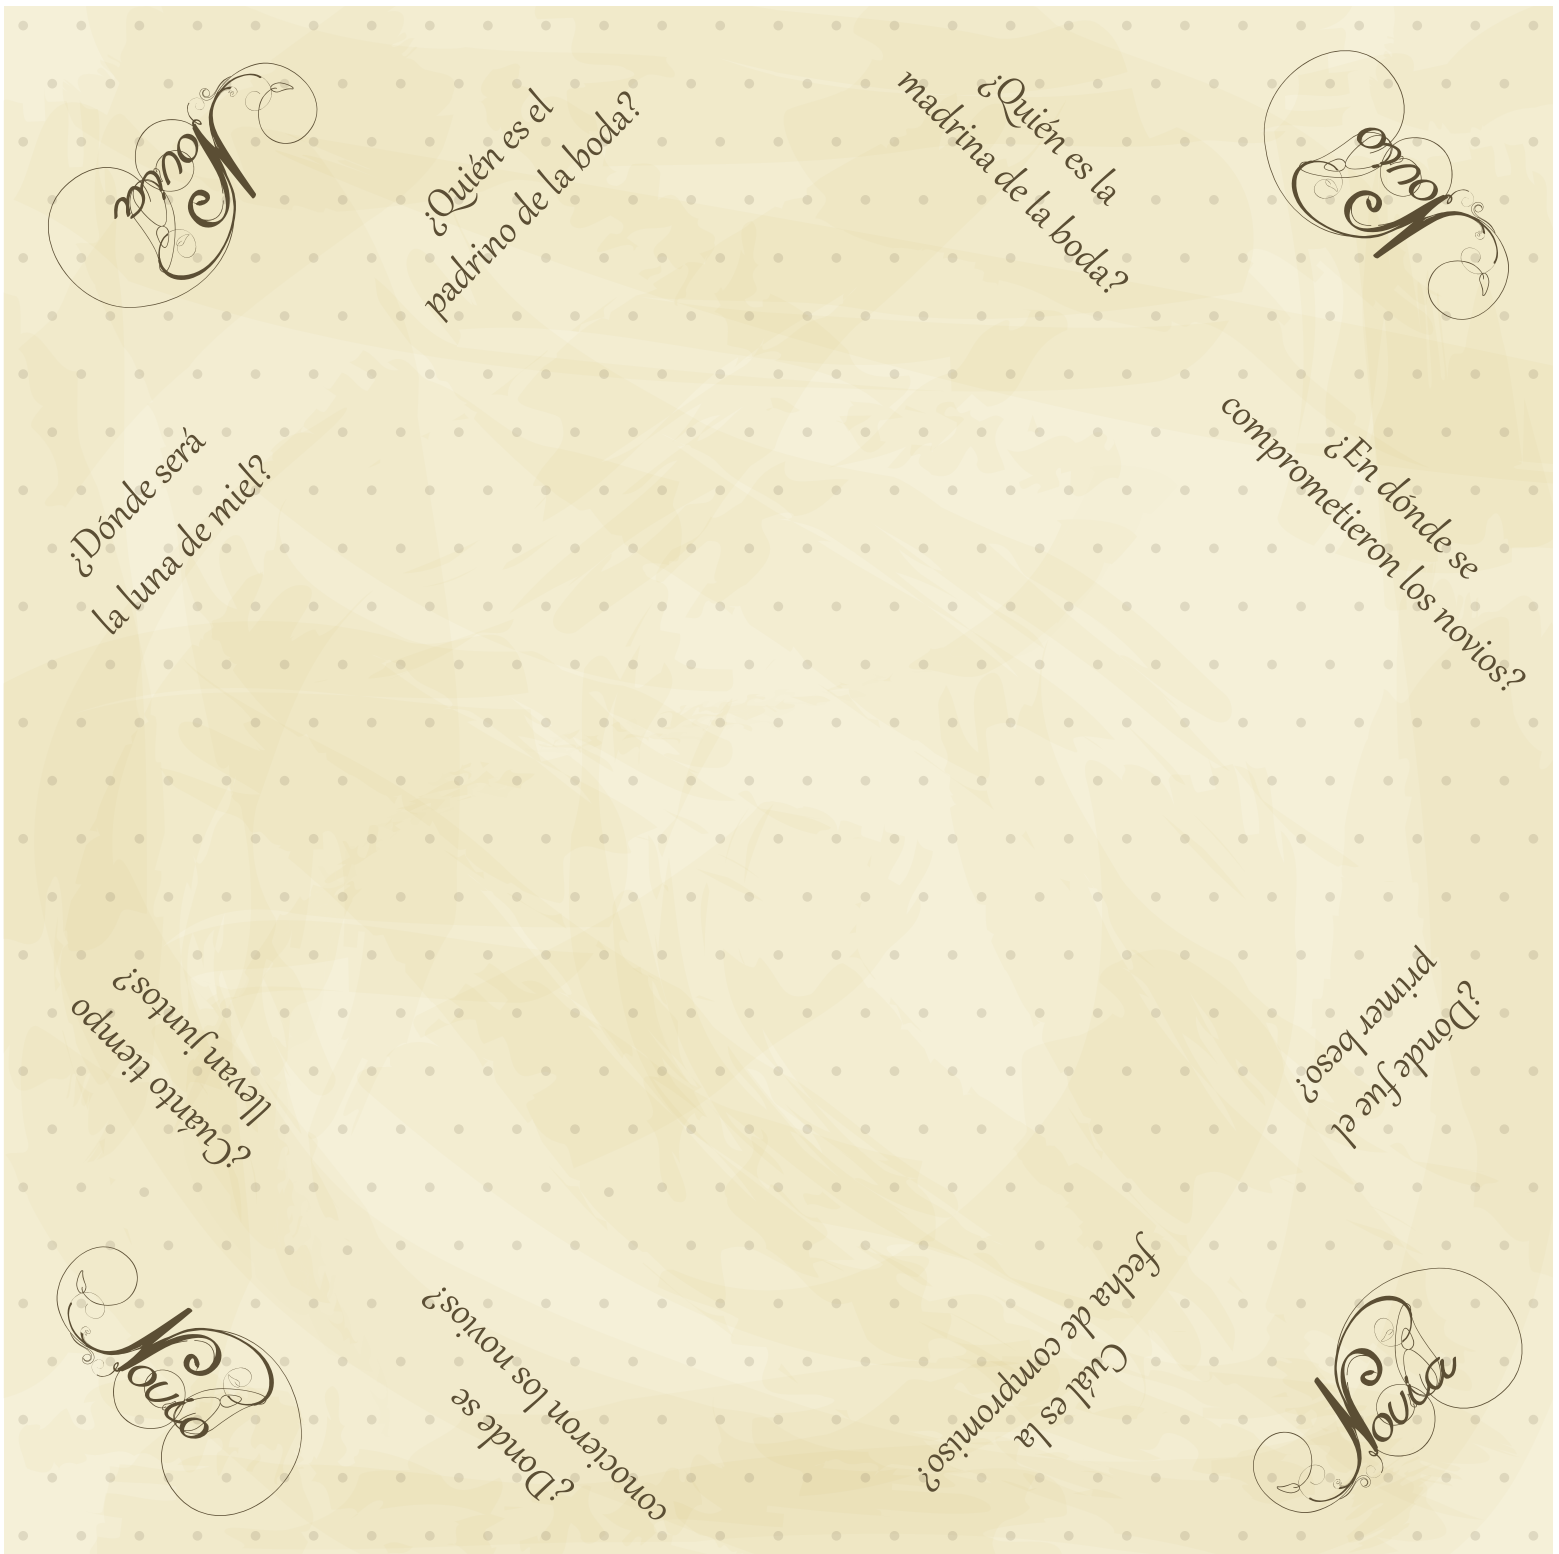 Novia
¿Quién es el
padrino de la boda?
¿Quién es la
madrina de la boda?
Novio
¿Dónde será
la luna de miel?
¿En dónde se
comprometieron los novios?
¿Cuánto tiempo
llevan juntos?
¿Dónde fue el
primer beso?
Novio
¿Donde se
conocieron los novios?
Cuál es la
fecha de compromiso?
Novia